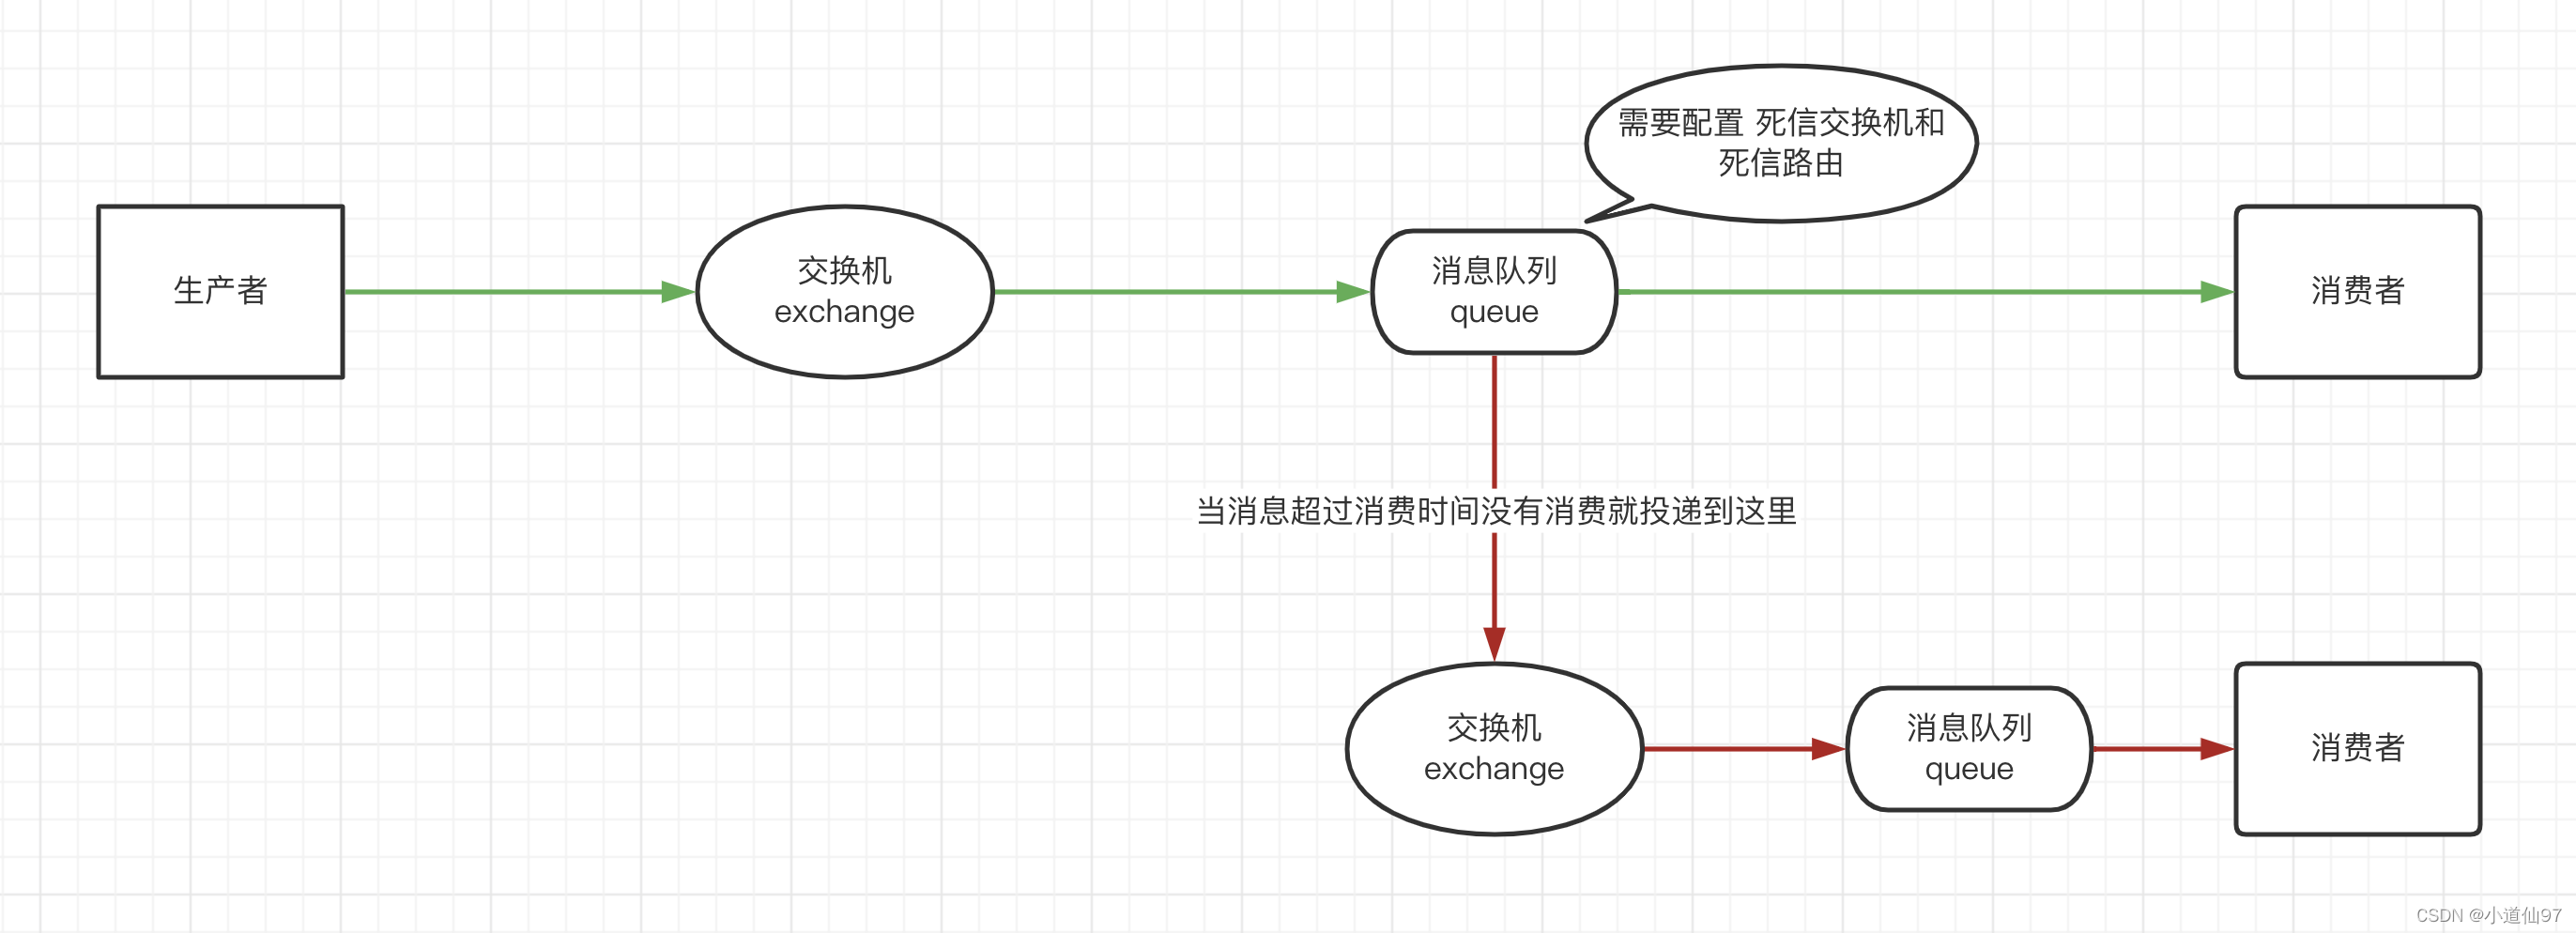 需要配置 死信交换机和
死信路由
生产者
交换机
exchange
消息队列
queue
消费者
当消息超过消费时间没有消费就投递到这里
交换机
exchange
消息队列
queue
消费者
CSDN @小道仙97